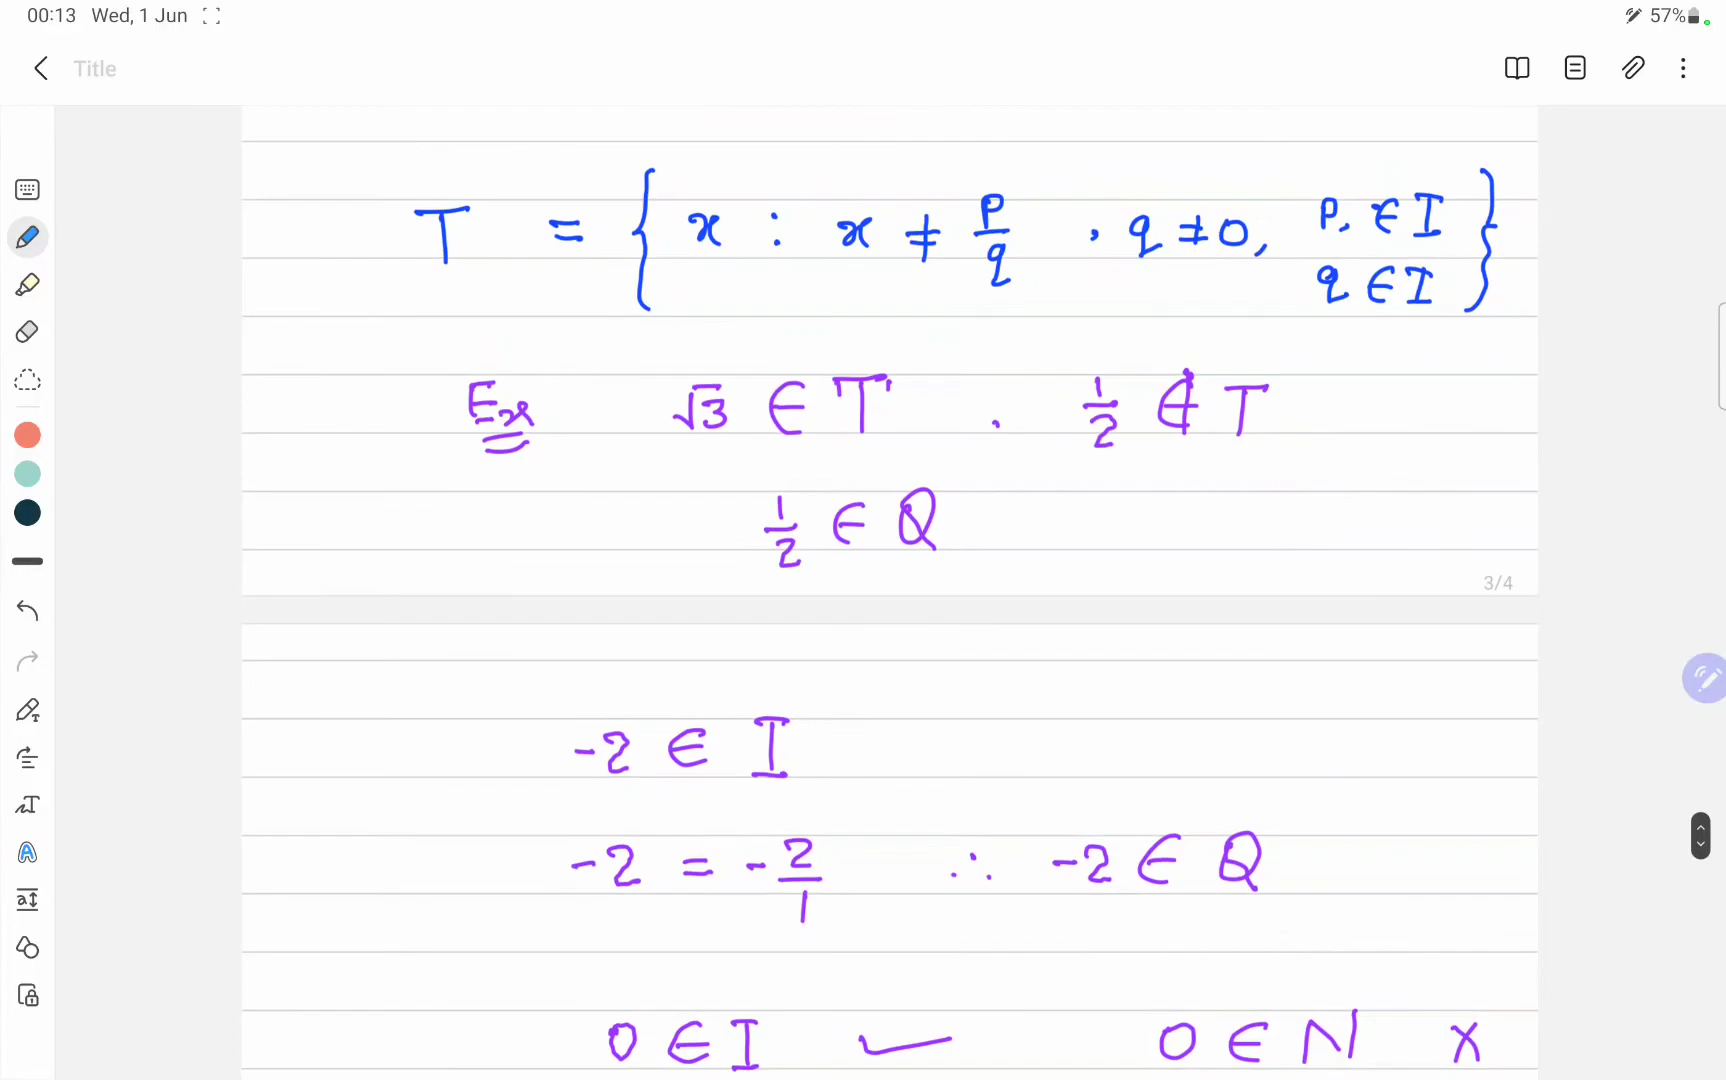 00:13 Wed, 1 Jun 57%
Title
T = { x : x ≠ p/q , q ≠ 0, p, ∈ I
q ∈ I }
Ex √3 ∈ T . 1/2 ∉ T
1/2 ∈ Q
3/4
-2 ∈ I
-2 = -2/1 ∴ -2 ∈ Q
0 ∈ I ✓ 0 ∈ N X